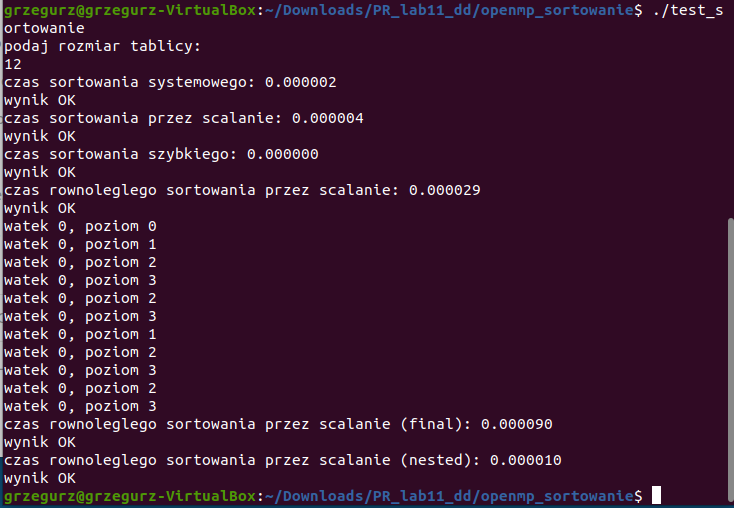 grzegurz@grzegurz-VirtualBox:~/Downloads/PR_lab11_dd/openmp_sortowanie$ ./test_s
ortowanie
podaj rozmiar tablicy:
12
czas sortowania systemowego: 0.000002
wynik OK
czas sortowania przez scalanie: 0.000004
wynik OK
czas sortowania szybkiego: 0.000000
wynik OK
czas rownoleglego sortowania przez scalanie: 0.000029
wynik OK
watek 0, poziom 0
watek 0, poziom 1
watek 0, poziom 2
watek 0, poziom 3
watek 0, poziom 2
watek 0, poziom 3
watek 0, poziom 1
watek 0, poziom 2
watek 0, poziom 3
watek 0, poziom 2
watek 0, poziom 3
czas rownoleglego sortowania przez scalanie (final): 0.000090
wynik OK
czas rownoleglego sortowania przez scalanie (nested): 0.000010
wynik OK
grzegurz@grzegurz-VirtualBox:~/Downloads/PR_lab11_dd/openmp_sortowanie$